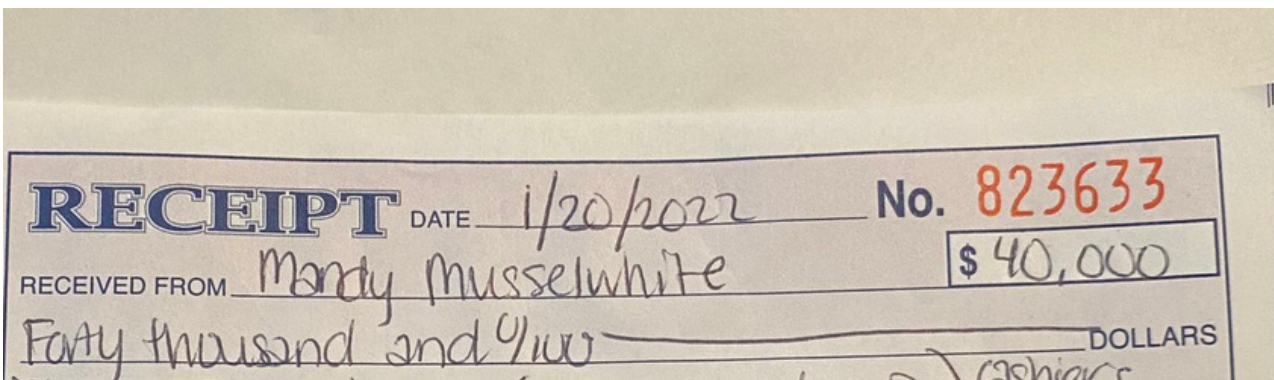 RECEIPT DATE 1/20/2022 No. 823633
RECEIVED FROM Mandy Musselwhite $ 40,000
Forty thousand and 0/100 DOLLARS
cashiers